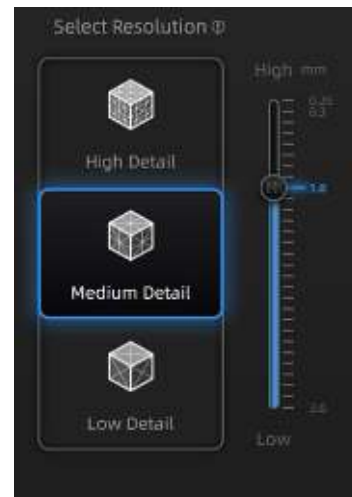 Select Resolution
High mm
High Detail
Medium Detail
Low Detail
Low